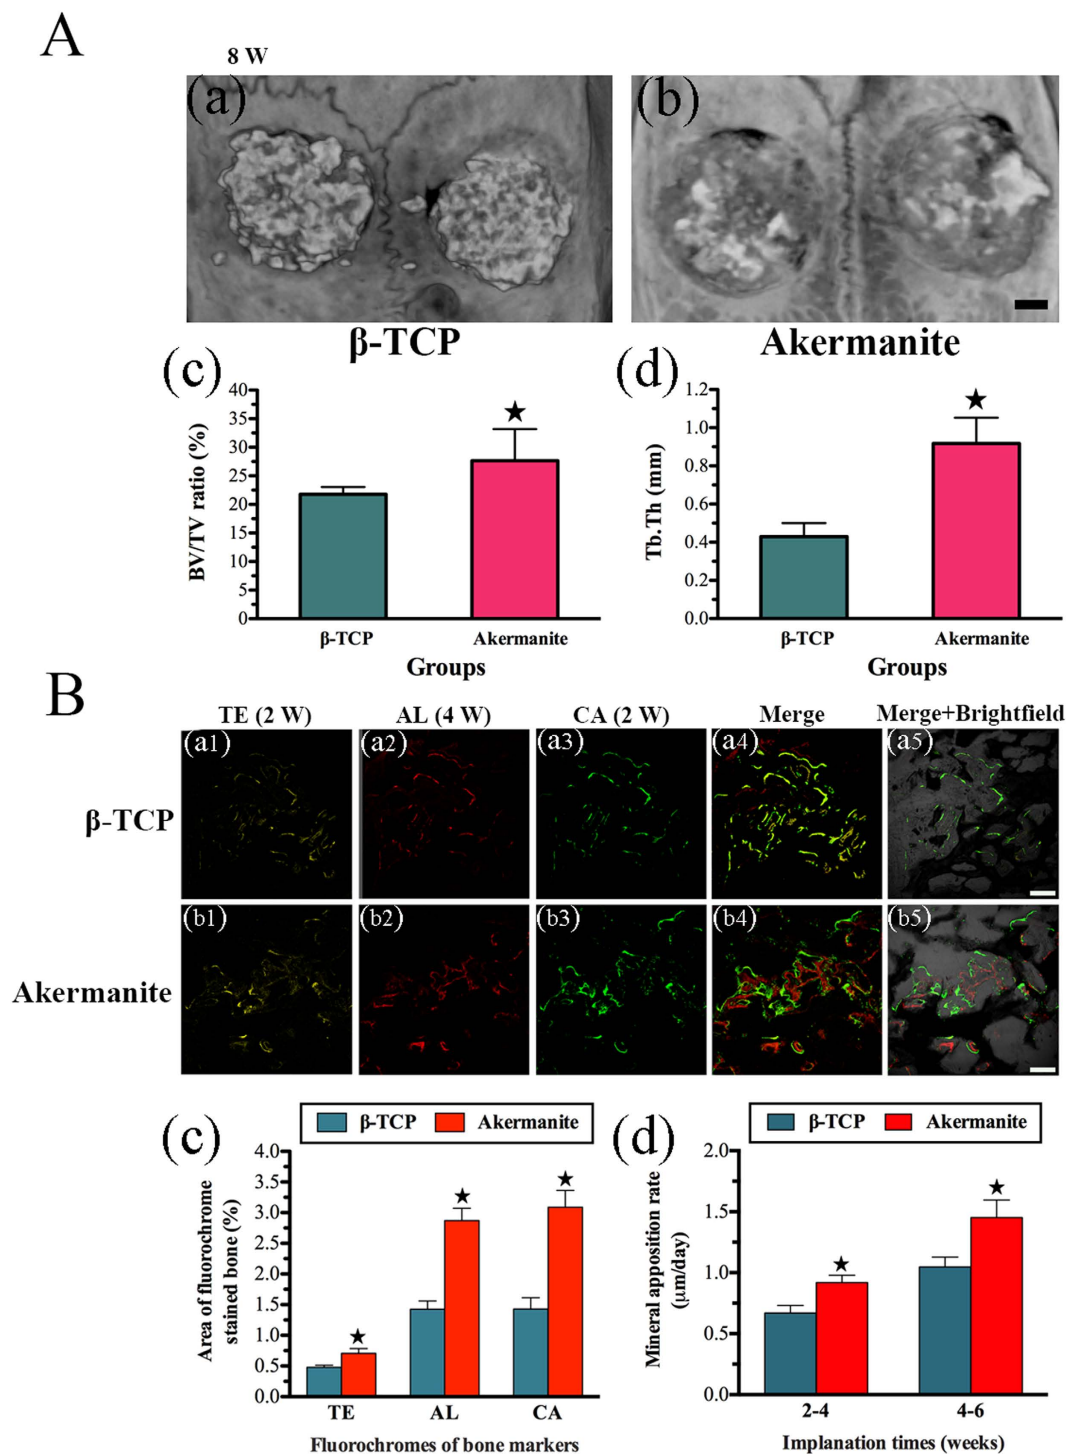 A
8 W
(a)
(b)
β-TCP
Akermanite
(c)
(d)
40
35
30
25
20
15
10
5
0
BV/TV ratio (%)
β-TCP
Akermanite
Groups
1.2
1.0
0.8
0.6
0.4
0.2
0.0
Tb.Th (mm)
β-TCP
Akermanite
Groups
B
TE (2 W)
AL (4 W)
CA (2 W)
Merge
Merge+Brightfield
β-TCP
(a1)
(a2)
(a3)
(a4)
(a5)
Akermanite
(b1)
(b2)
(b3)
(b4)
(b5)
(c)
β-TCP
Akermanite
Area of fluorochrome
stained bone (%)
4.0
3.5
3.0
2.5
2.0
1.5
1.0
0.5
0.0
TE
AL
CA
Fluorochromes of bone markers
(d)
β-TCP
Akermanite
Mineral apposition rate
(μm/day)
2.0
1.5
1.0
0.5
0.0
2-4
4-6
Implanation times (weeks)